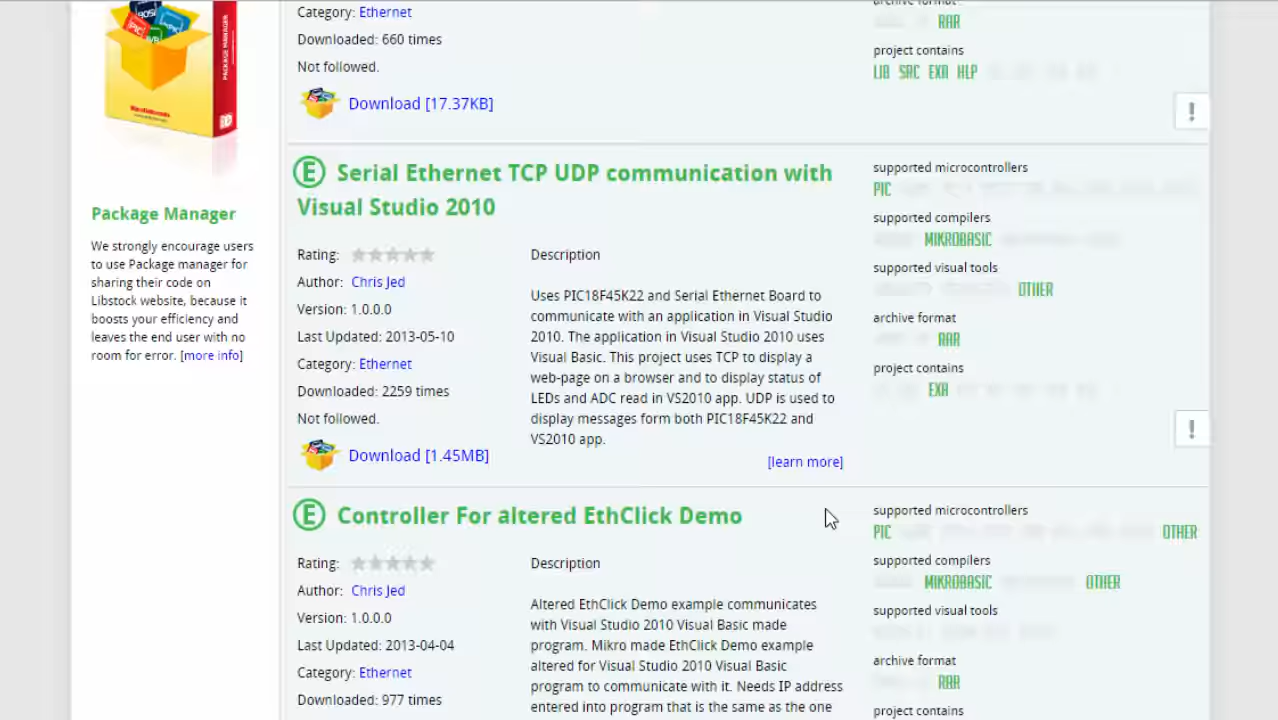 PACKAGE MANAGER
Package Manager
We strongly encourage users
to use Package manager for
sharing their code on
Libstock website, because it
boosts your efficiency and
leaves the end user with no
room for error. [more info]
Category: Ethernet
Downloaded: 660 times
Not followed.
Download [17.37KB]
archive format
RAR
project contains
LIB SRC EXA HLP
!
E Serial Ethernet TCP UDP communication with
Visual Studio 2010
Rating:
Author: Chris Jed
Version: 1.0.0.0
Last Updated: 2013-05-10
Category: Ethernet
Downloaded: 2259 times
Not followed.
Download [1.45MB]
Description
Uses PIC18F45K22 and Serial Ethernet Board to
communicate with an application in Visual Studio
2010. The application in Visual Studio 2010 uses
Visual Basic. This project uses TCP to display a
web-page on a browser and to display status of
LEDs and ADC read in VS2010 app. UDP is used to
display messages form both PIC18F45K22 and
VS2010 app.
[learn more]
supported microcontrollers
PIC
supported compilers
MIKROBASIC
supported visual tools
OTHER
archive format
RAR
project contains
EXA
!
E Controller For altered EthClick Demo
Rating:
Author: Chris Jed
Version: 1.0.0.0
Last Updated: 2013-04-04
Category: Ethernet
Downloaded: 977 times
Description
Altered EthClick Demo example communicates
with Visual Studio 2010 Visual Basic made
program. Mikro made EthClick Demo example
altered for Visual Studio 2010 Visual Basic
program to communicate with it. Needs IP address
entered into program that is the same as the one
supported microcontrollers
PIC OTHER
supported compilers
MIKROBASIC OTHER
supported visual tools
archive format
RAR
project contains